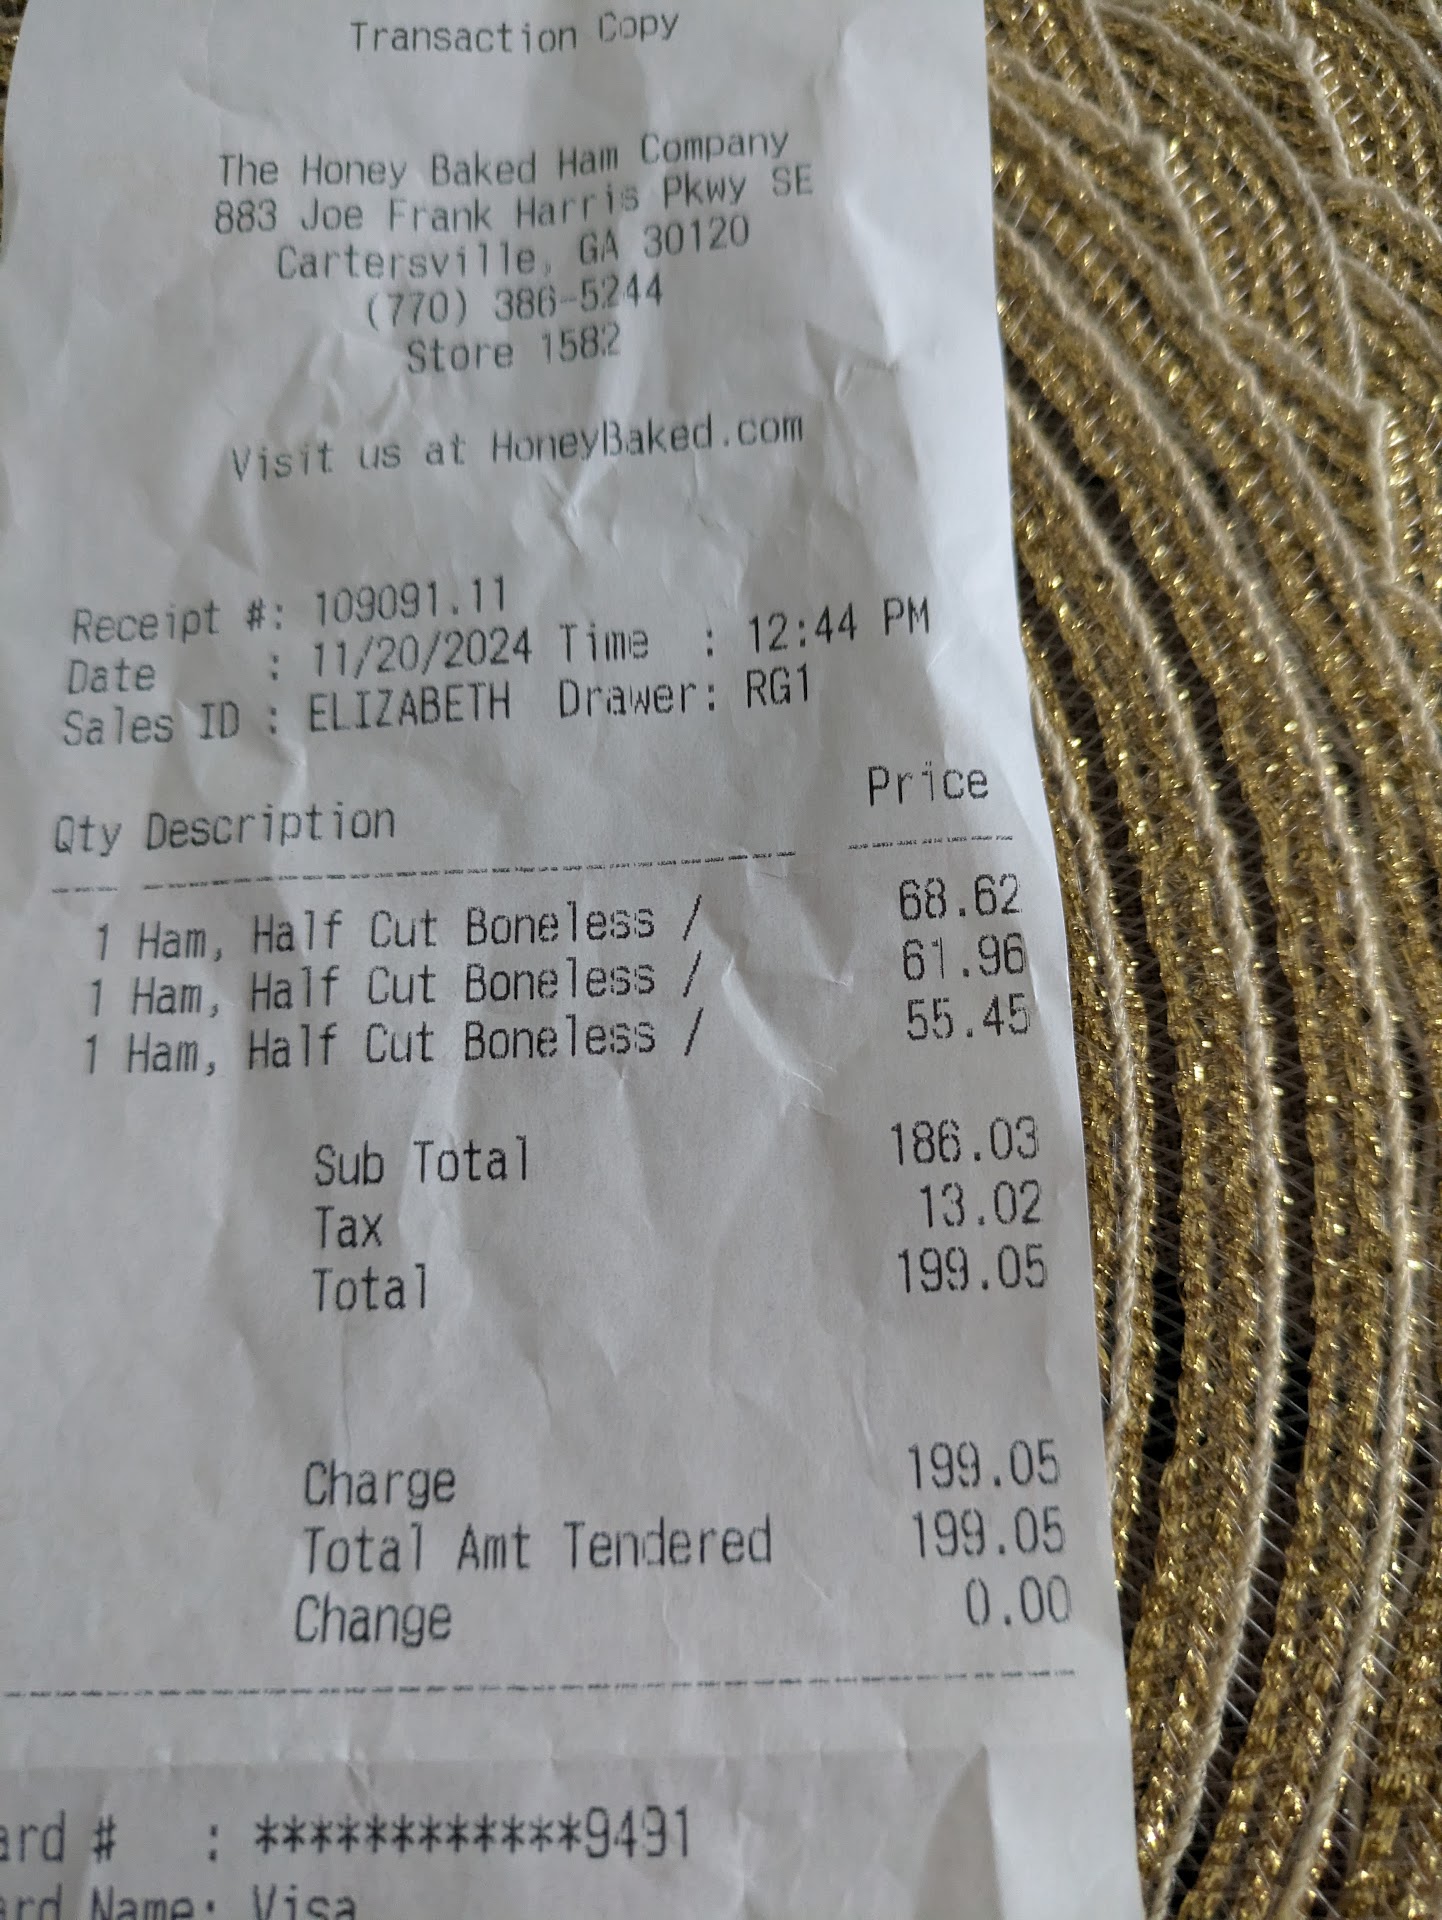 Transaction Copy
The Honey Baked Ham Company
883 Joe Frank Harris Pkwy SE
Cartersville, GA 30120
(770) 386-5244
Store 1582
Visit us at HoneyBaked.com
Receipt #: 109091.11
Date : 11/20/2024 Time : 12:44 PM
Sales ID : ELIZABETH Drawer: RG1
Qty Description Price
1 Ham, Half Cut Boneless / 68.62
1 Ham, Half Cut Boneless / 61.96
1 Ham, Half Cut Boneless / 55.45
Sub Total 186.03
Tax 13.02
Total 199.05
Charge 199.05
Total Amt Tendered 199.05
Change 0.00
ard # : ************9491
ard Name: Visa